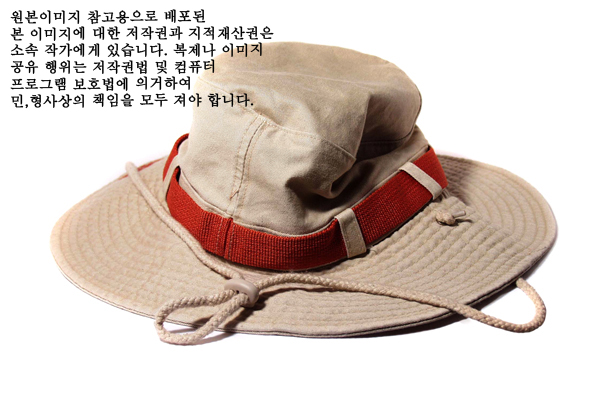 원본이미지 참고용으로 배포된
본 이미지에 대한 저작권과 지적재산권은
소속 작가에게 있습니다. 복제나 이미지
공유 행위는 저작권법 및 컴퓨터
프로그램 보호법에 의거하여
민,형사상의 책임을 모두 져야 합니다.